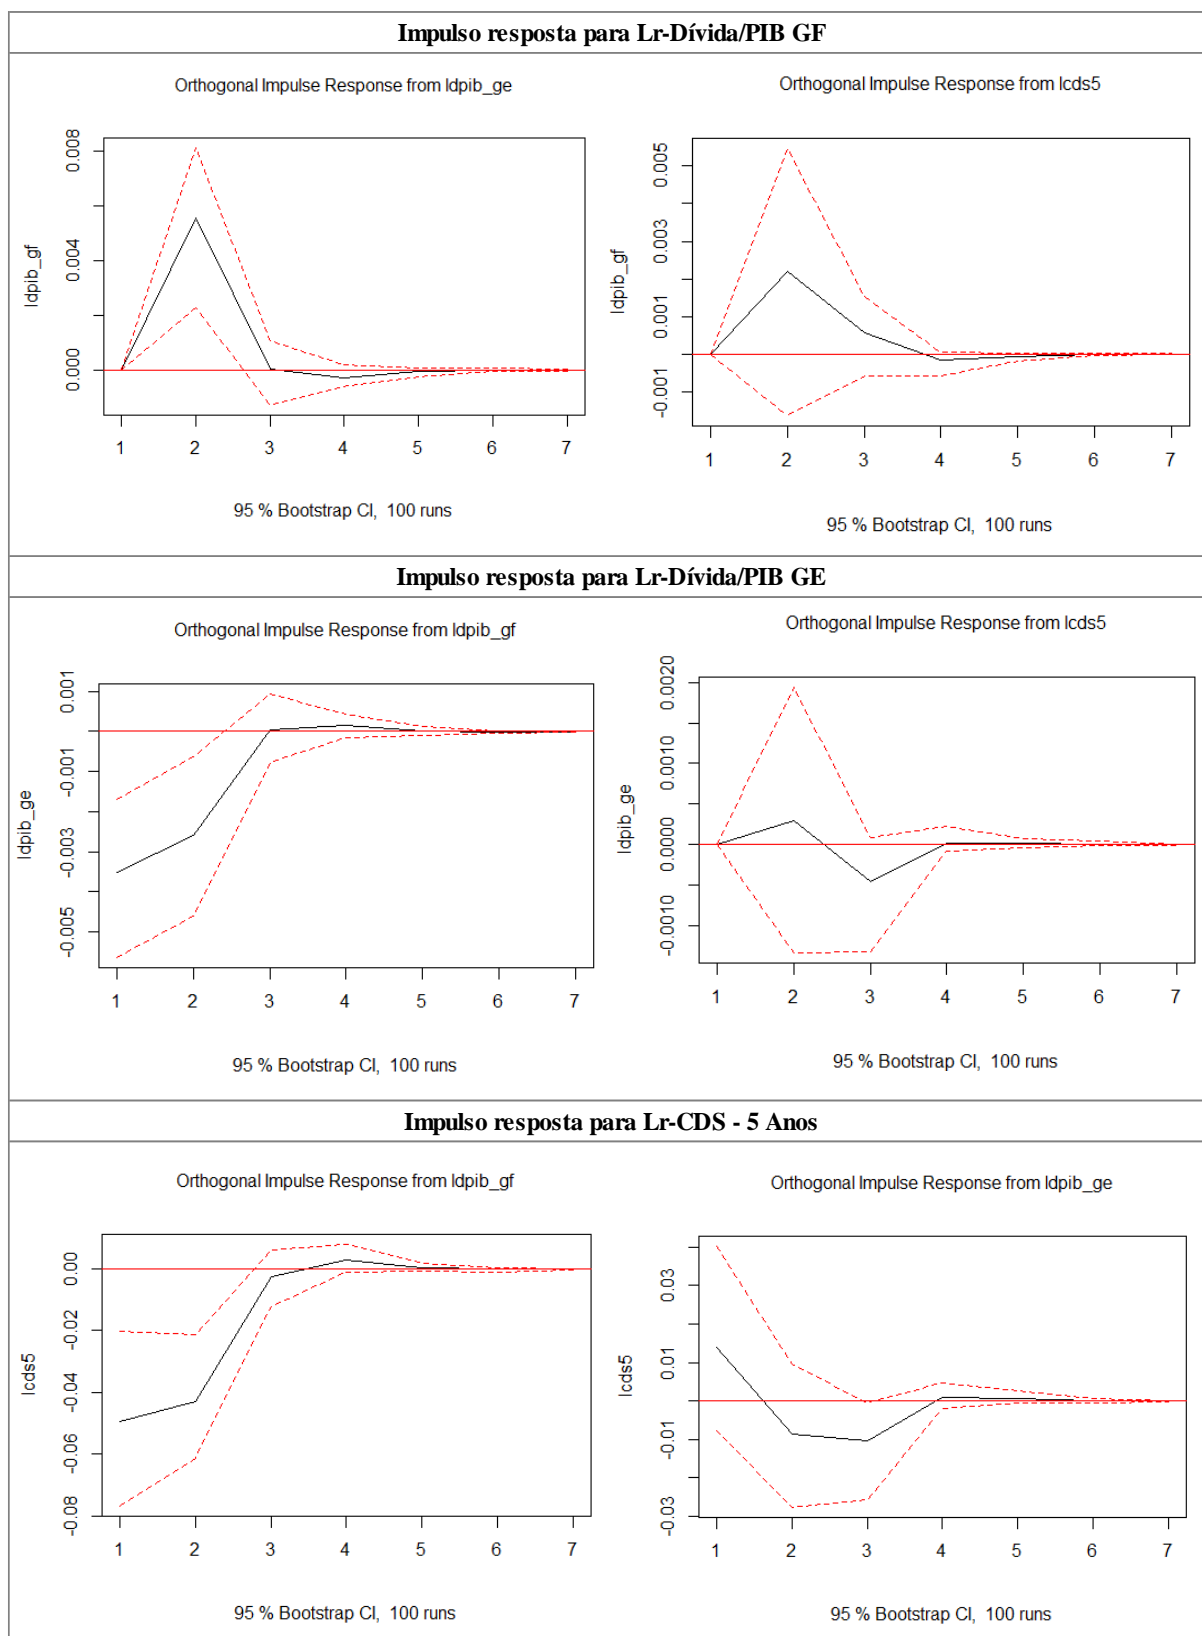 Impulso resposta para Lr-Dívida/PIB GF
Orthogonal Impulse Response from ldpib_ge
ldpib_gf
0.008
0.004
0.000
1 2 3 4 5 6 7
95 % Bootstrap CI, 100 runs
Orthogonal Impulse Response from lcds5
ldpib_gf
0.005
0.003
0.001
-0.001
1 2 3 4 5 6 7
95 % Bootstrap CI, 100 runs
Impulso resposta para Lr-Dívida/PIB GE
Orthogonal Impulse Response from ldpib_gf
ldpib_ge
0.001
-0.001
-0.003
-0.005
1 2 3 4 5 6 7
95 % Bootstrap CI, 100 runs
Orthogonal Impulse Response from lcds5
ldpib_ge
0.0020
0.0010
0.0000
-0.0010
1 2 3 4 5 6 7
95 % Bootstrap CI, 100 runs
Impulso resposta para Lr-CDS - 5 Anos
Orthogonal Impulse Response from ldpib_gf
lcds5
0.00
-0.02
-0.04
-0.06
-0.08
1 2 3 4 5 6 7
95 % Bootstrap CI, 100 runs
Orthogonal Impulse Response from ldpib_ge
lcds5
0.03
0.01
-0.01
-0.03
1 2 3 4 5 6 7
95 % Bootstrap CI, 100 runs